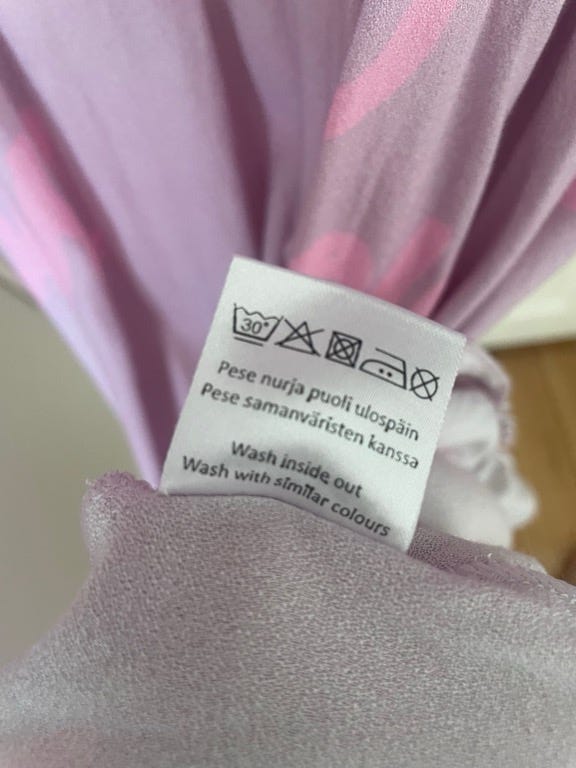 30°
Pese nurja puoli ulospäin
Pese samanväristen kanssa
Wash inside out
Wash with similar colours